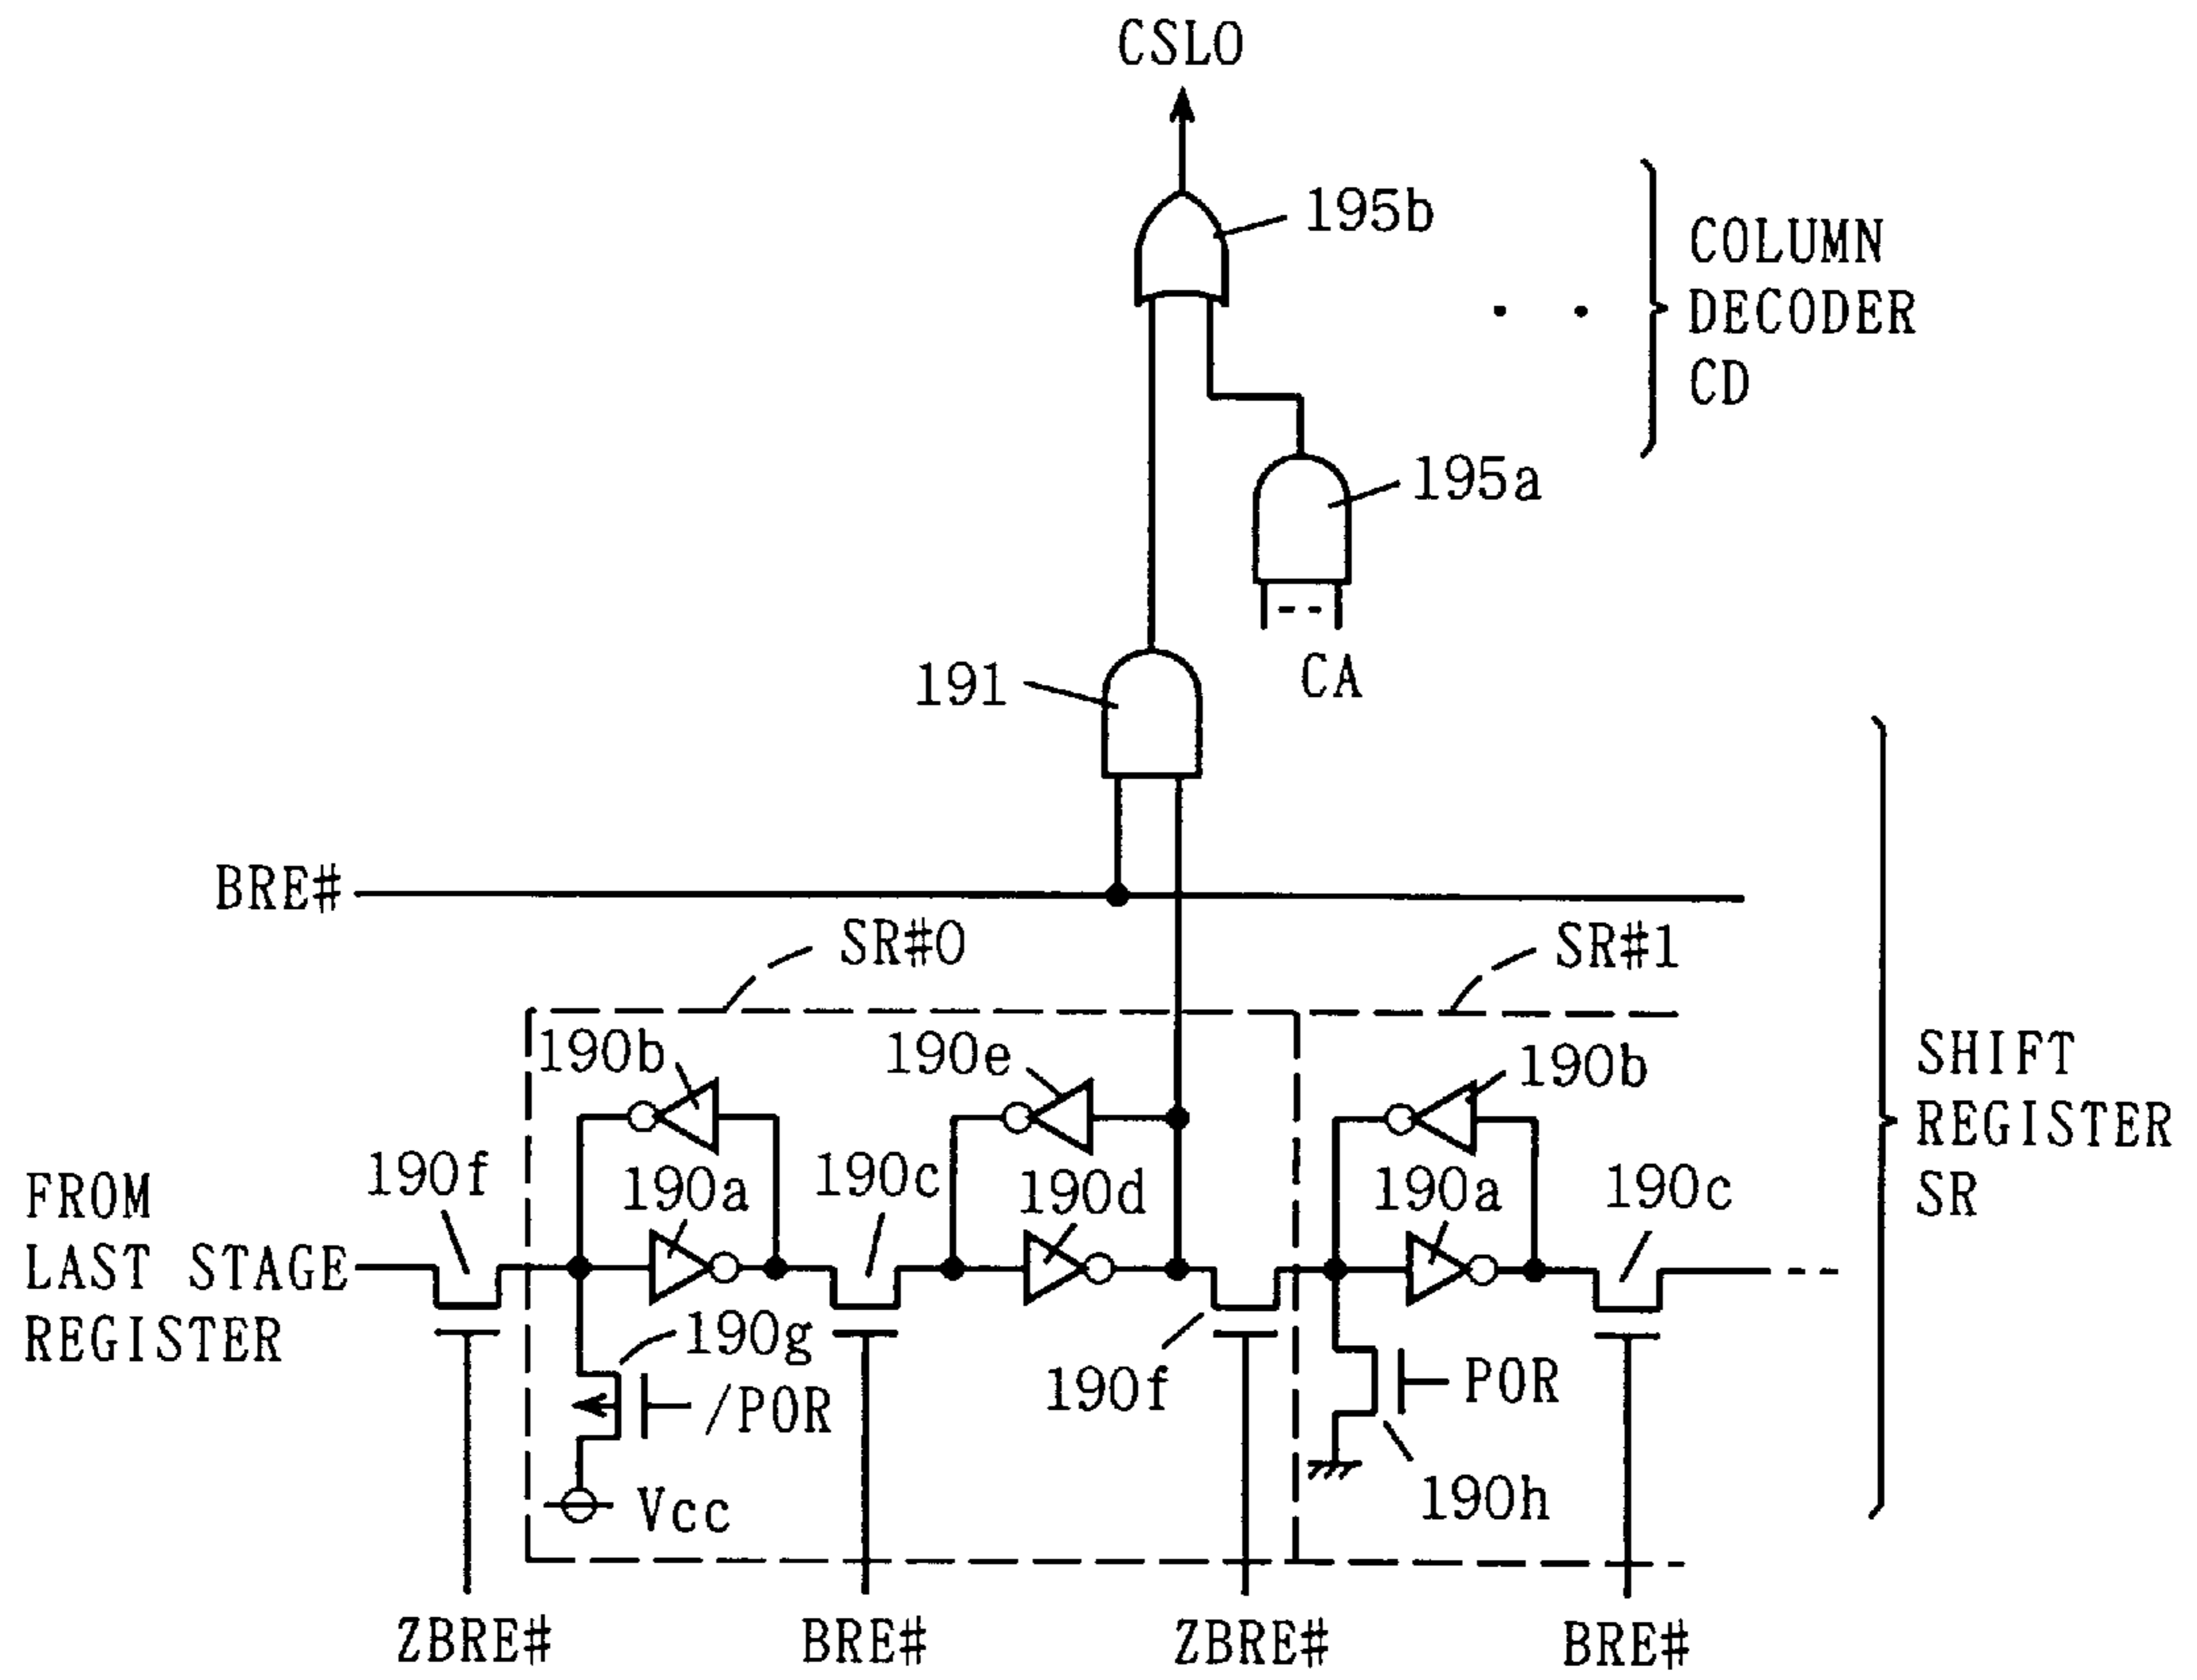 CSL0
195b
COLUMN
DECODER
CD
195a
CA
191
BRE#
SR#0
SR#1
190b
190e
190b
SHIFT
REGISTER
SR
190f
190a
190c
190d
190a
190c
FROM
LAST STAGE
REGISTER
190g
/POR
190f
POR
Vcc
190h
ZBRE#
BRE#
ZBRE#
BRE#